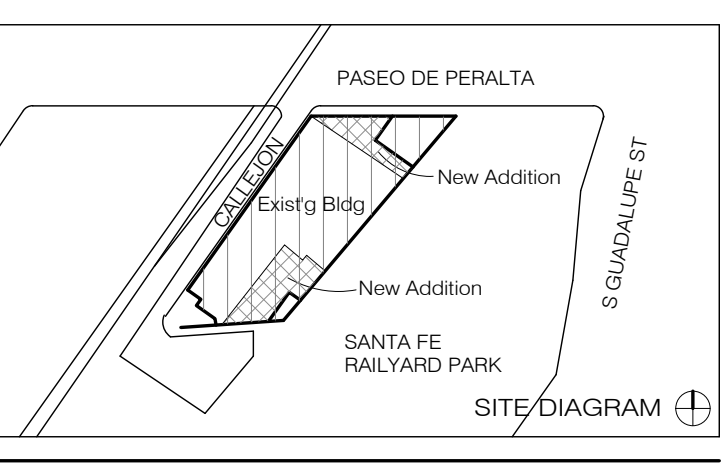 PASEO DE PERALTA
CALLEJON
New Addition
S GUADALUPE ST
Exist'g Bldg
New Addition
SANTA FE
RAILYARD PARK
SITE DIAGRAM